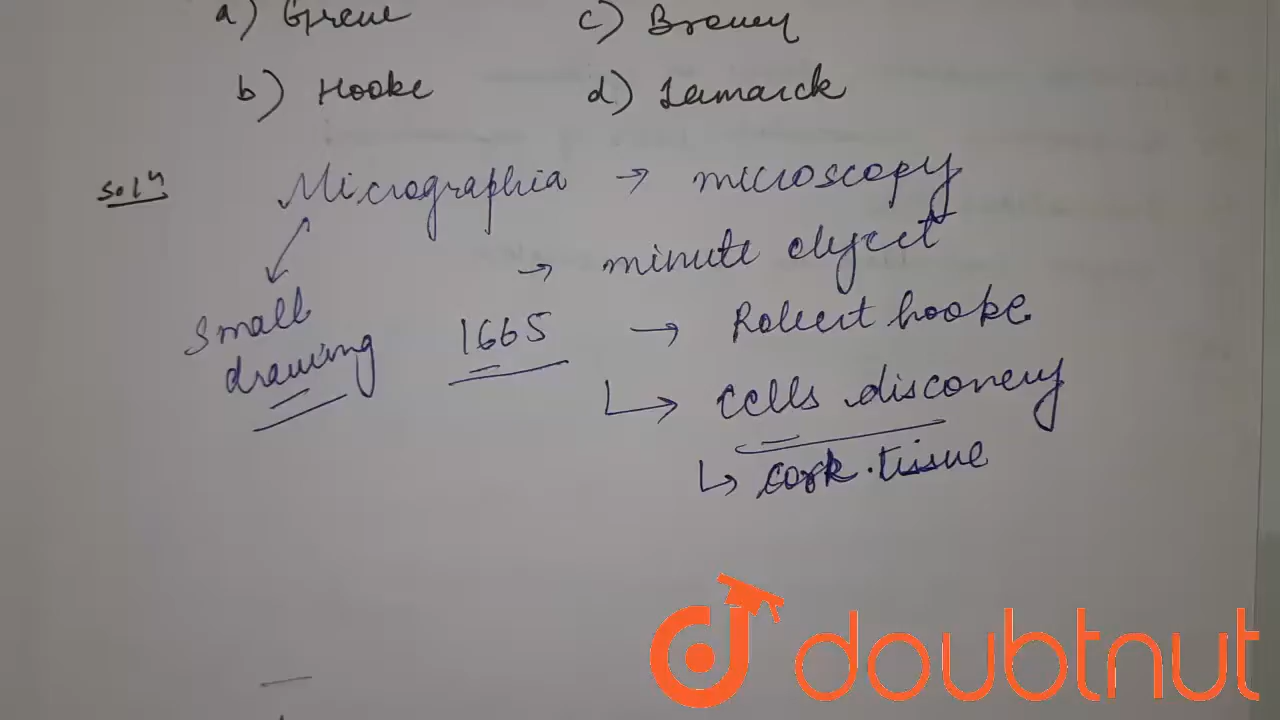 a) Grew c) Brown
b) Hooke d) Lamarck
Soln Micrographia → microscopy
→ minute object
Small drawing
1665 → Robert hooke
↳ cells discovery
↳ cork tissue
doubtnut